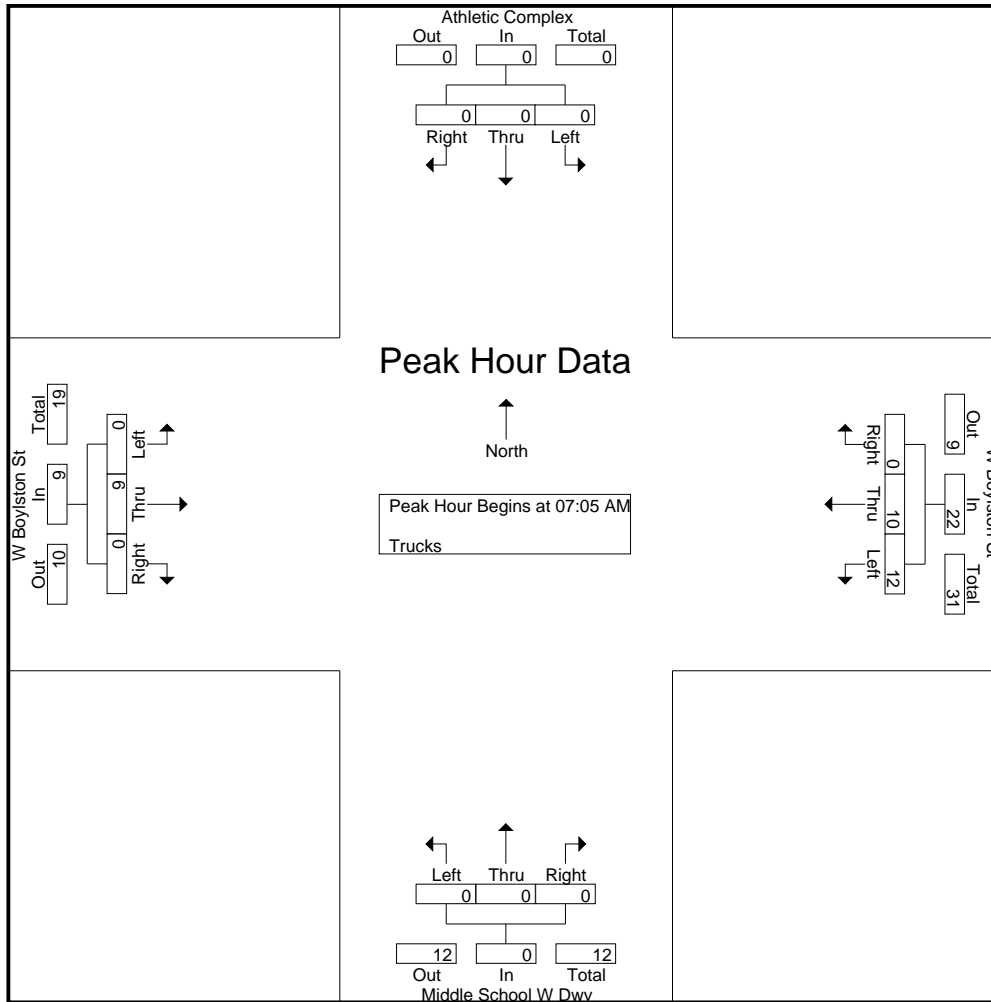 Athletic Complex
Out In Total
0 0 0
0 0 0
Right Thru Left
Peak Hour Data
North
Peak Hour Begins at 07:05 AM
Trucks
W Boylston St
Total In Out
19 9 10
0 9 0
Left Thru Right
W Boylston St
Out In Total
9 22 31
0 10 12
Right Thru Left
Left Thru Right
0 0 0
12 0 12
Out In Total
Middle School W Dwy